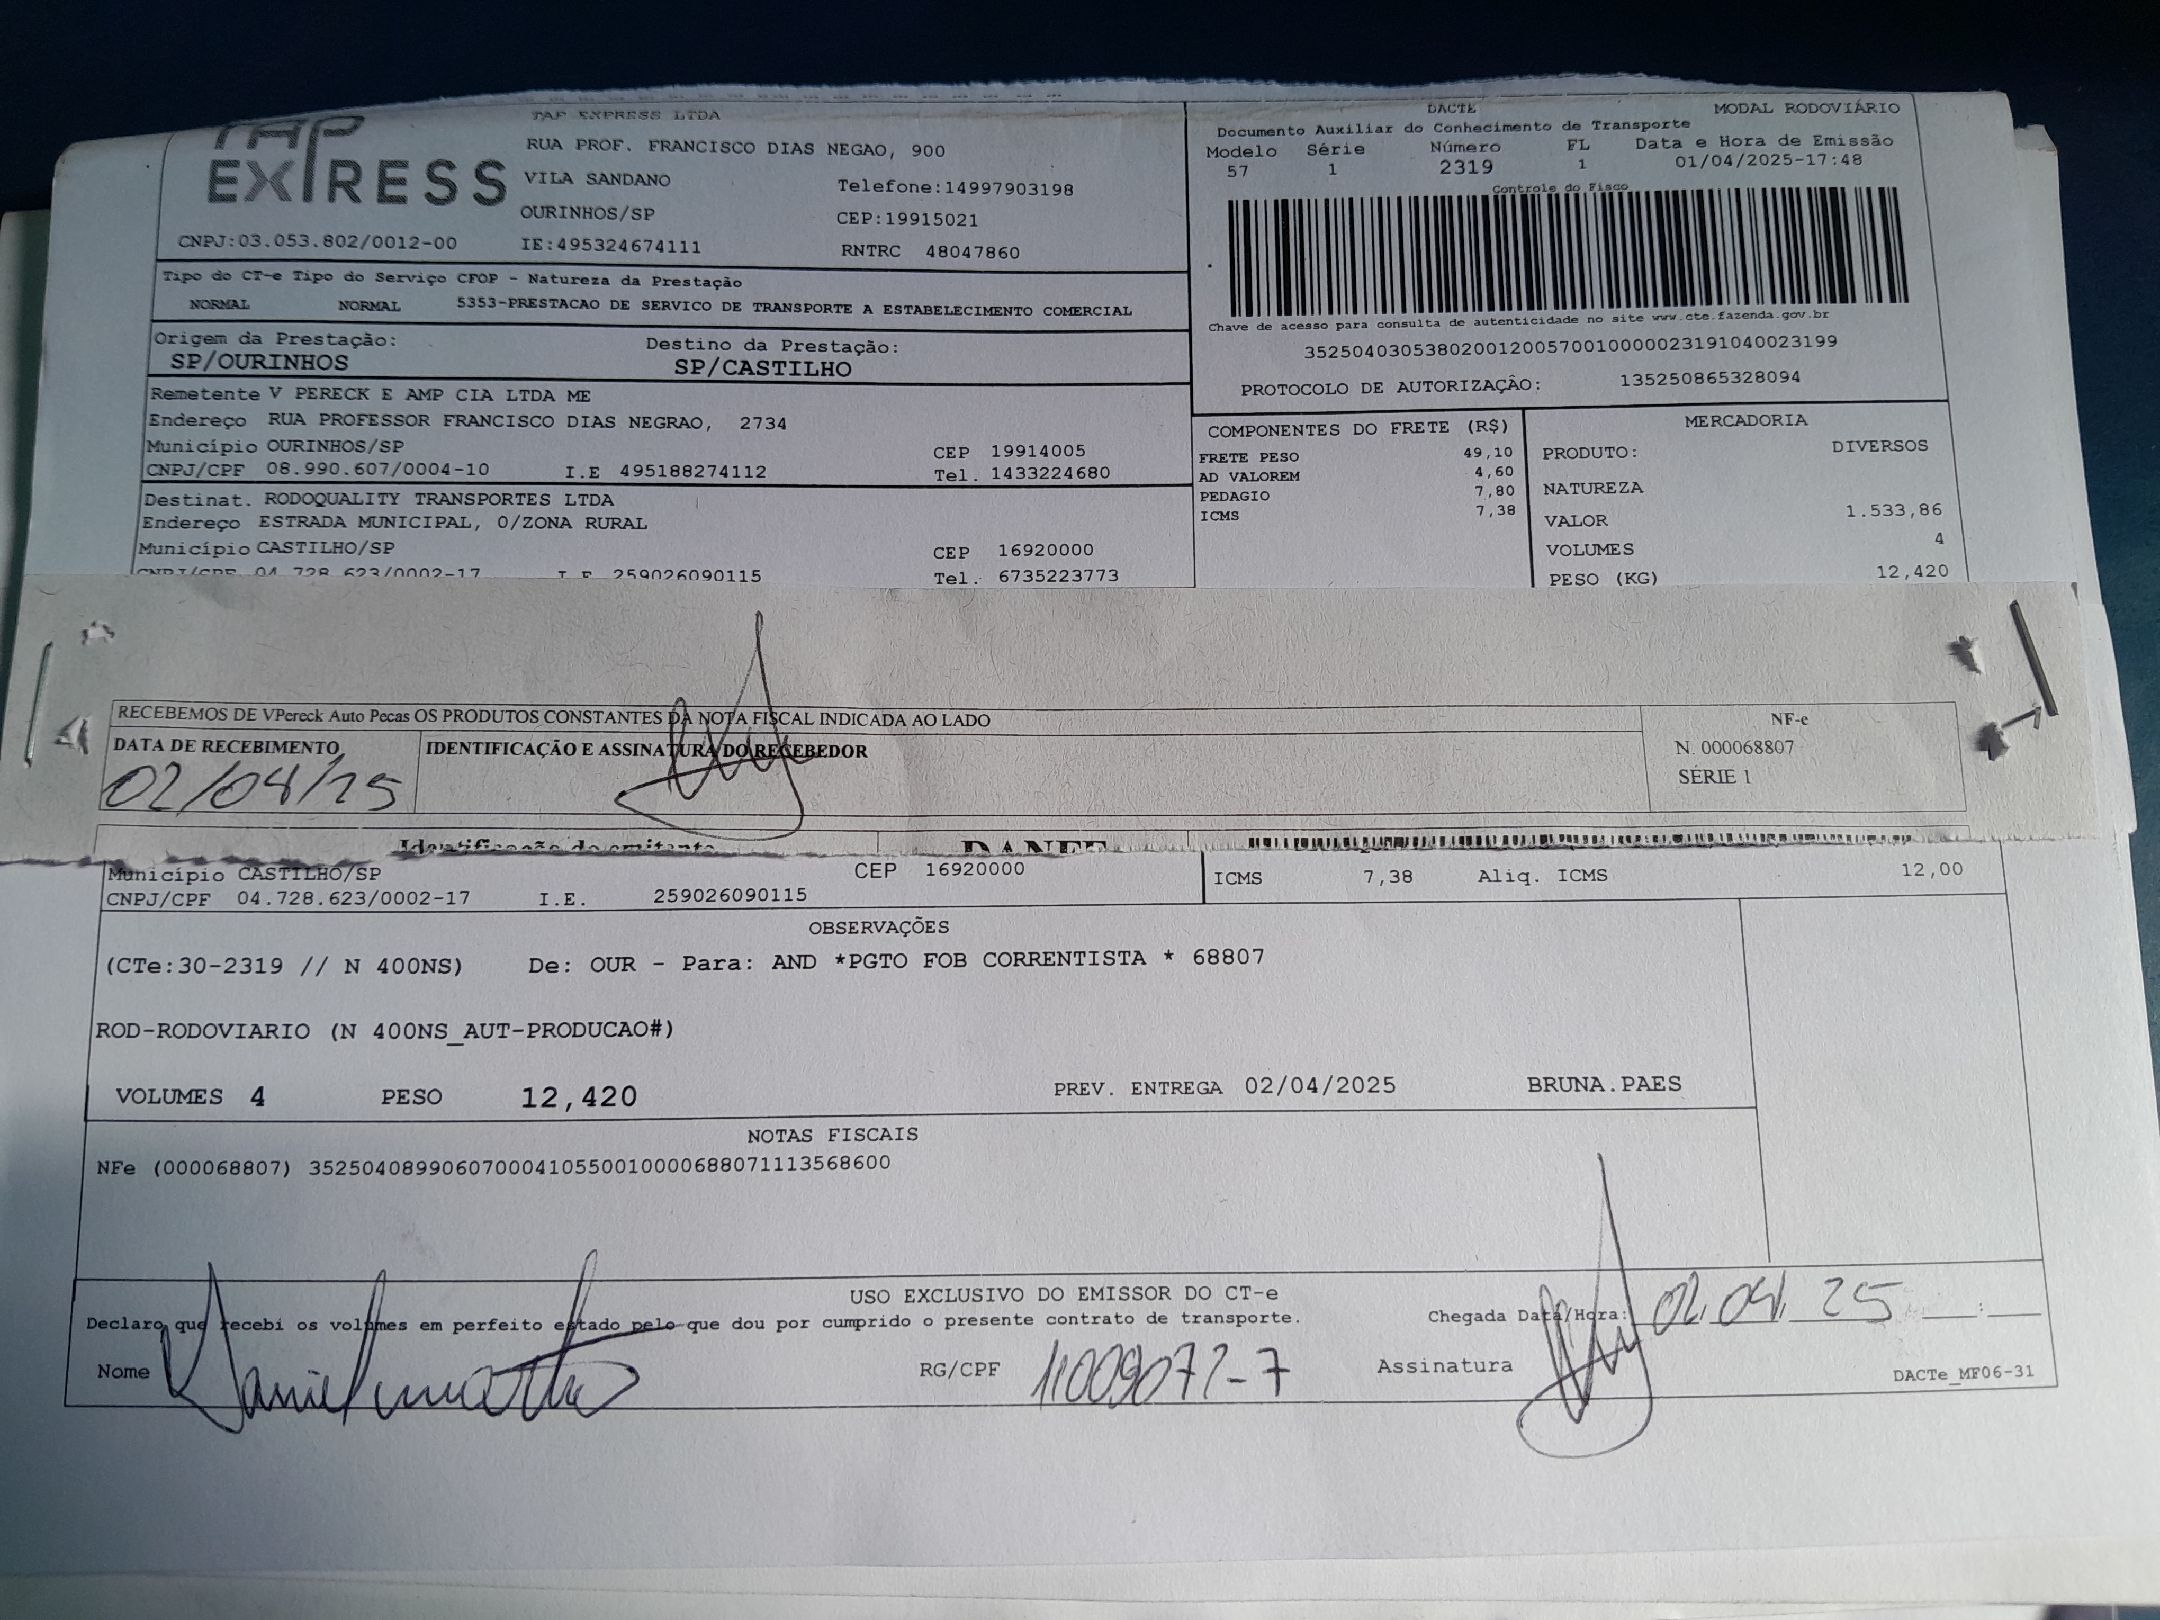 TAP EXPRESS
TAF EXPRESS LTDA
RUA PROF. FRANCISCO DIAS NEGAO, 900
VILA SANDANO Telefone:14997903198
OURINHOS/SP CEP:19915021
CNPJ:03.053.802/0012-00 IE:495324674111 RNTRC 48047860
DACTE MODAL RODOVIÁRIO
Documento Auxiliar do Conhecimento de Transporte
Modelo Série Número FL Data e Hora de Emissão
57 1 2319 1 01/04/2025-17:48
Controle do Fisco
Chave de acesso para consulta de autenticidade no site www.cte.fazenda.gov.br
35250403053802001200570010000023191040023199
PROTOCOLO DE AUTORIZAÇÃO: 135250865328094
Tipo do CT-e Tipo do Serviço CFOP - Natureza da Prestação
NORMAL NORMAL 5353-PRESTACAO DE SERVICO DE TRANSPORTE A ESTABELECIMENTO COMERCIAL
Origem da Prestação: Destino da Prestação:
SP/OURINHOS SP/CASTILHO
Remetente V PERECK E AMP CIA LTDA ME
Endereço RUA PROFESSOR FRANCISCO DIAS NEGRAO, 2734
Município OURINHOS/SP CEP 19914005
CNPJ/CPF 08.990.607/0004-10 I.E 495188274112 Tel. 1433224680
Destinat. RODOQUALITY TRANSPORTES LTDA
Endereço ESTRADA MUNICIPAL, 0/ZONA RURAL
Município CASTILHO/SP CEP 16920000
CNPJ/CPF 04.728.623/0002-17 I.E 259026090115 Tel. 6735223773
COMPONENTES DO FRETE (R$)
FRETE PESO 49,10
AD VALOREM 4,60
PEDAGIO 7,80
ICMS 7,38
MERCADORIA
PRODUTO: DIVERSOS
NATUREZA
VALOR 1.533,86
VOLUMES 4
PESO (KG) 12,420
RECEBEMOS DE VPereck Auto Pecas OS PRODUTOS CONSTANTES DA NOTA FISCAL INDICADA AO LADO
DATA DE RECEBIMENTO IDENTIFICAÇÃO E ASSINATURA DO RECEBEDOR
02/04/25
NF-e
N. 000068807
SÉRIE 1
Identificação do emitente DANFE
Município CASTILHO/SP CEP 16920000
CNPJ/CPF 04.728.623/0002-17 I.E. 259026090115
ICMS 7,38 Aliq. ICMS 12,00
OBSERVAÇÕES
(CTe:30-2319 // N 400NS) De: OUR - Para: AND *PGTO FOB CORRENTISTA * 68807
ROD-RODOVIARIO (N 400NS_AUT-PRODUCAO#)
VOLUMES 4 PESO 12,420 PREV. ENTREGA 02/04/2025 BRUNA.PAES
NOTAS FISCAIS
NFe (000068807) 35250408990607000410550010000688071113568600
USO EXCLUSIVO DO EMISSOR DO CT-e
Declaro que recebi os volumes em perfeito estado pelo que dou por cumprido o presente contrato de transporte. Chegada Data/Hora: 02 04 25 :
Nome RG/CPF Assinatura
DACTe_MF06-31